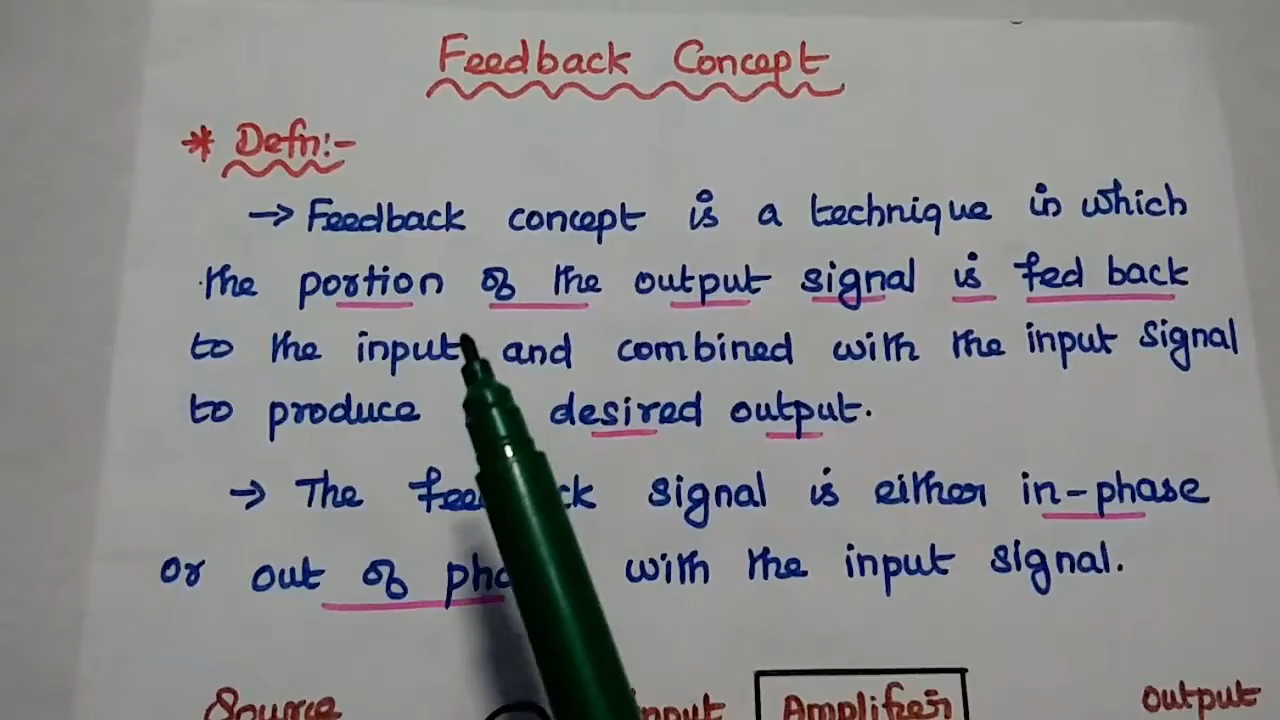 Feedback Concept
* Defn:-
→ Feedback concept is a technique in which
the portion of the output signal is fed back
to the input and combined with the input signal
to produce desired output.
→ The signal is either in-phase
or out of with the input signal.
Source input Amplifier output